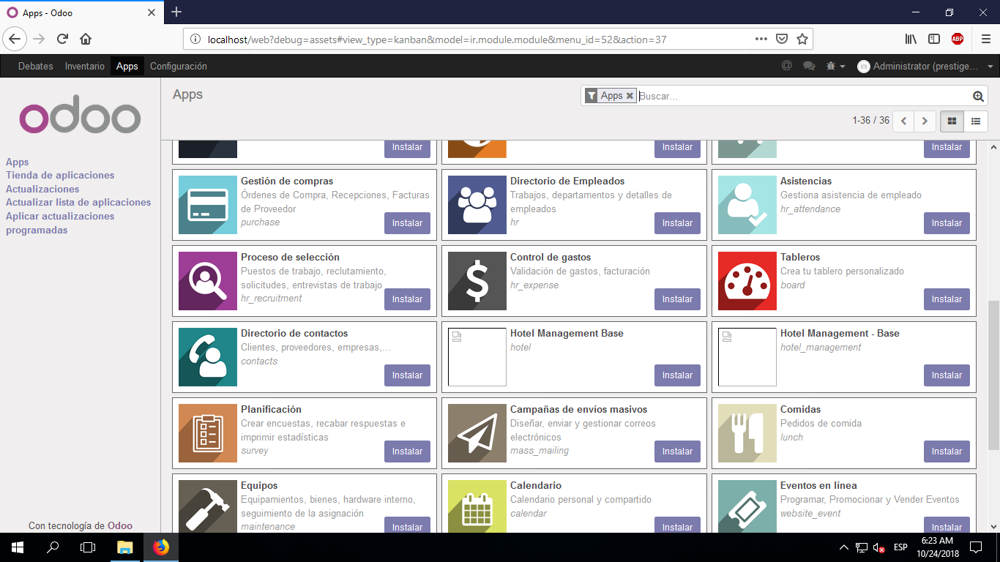 Apps - Odoo
localhost/web?debug=assets#view_type=kanban&model=ir.module.module&menu_id=52&action=37
ABP
Debates Inventario Apps Configuración
@ Administrator (prestige...
odoo
Apps
Apps Buscar...
1-36 / 36
Apps
Tienda de aplicaciones
Actualizaciones
Actualizar lista de aplicaciones
Aplicar actualizaciones
programadas
Instalar Instalar Instalar
Gestión de compras
Órdenes de Compra, Recepciones, Facturas
de Proveedor
purchase
Instalar
Directorio de Empleados
Trabajos, departamentos y detalles de
empleados
hr
Instalar
Asistencias
Gestiona asistencia de empleado
hr_attendance
Instalar
Proceso de selección
Puestos de trabajo, reclutamiento,
solicitudes, entrevistas de trabajo
hr_recruitment
Instalar
Control de gastos
Validación de gastos, facturación
hr_expense
Instalar
Tableros
Crea tu tablero personalizado
board
Instalar
Directorio de contactos
Clientes, proveedores, empresas,...
contacts
Instalar
Hotel Management Base
hotel
Instalar
Hotel Management - Base
hotel_management
Instalar
Planificación
Crear encuestas, recabar respuestas e
imprimir estadísticas
survey
Instalar
Campañas de envíos masivos
Diseñar, enviar y gestionar correos
electrónicos
mass_mailing
Instalar
Comidas
Pedidos de comida
lunch
Instalar
Equipos
Equipamientos, bienes, hardware interno,
seguimiento de la asignación
maintenance
Instalar
Calendario
Calendario personal y compartido
calendar
Instalar
Eventos en línea
Programar, Promocionar y Vender Eventos
website_event
Instalar
Con tecnología de Odoo
ESP
6:23 AM
10/24/2018